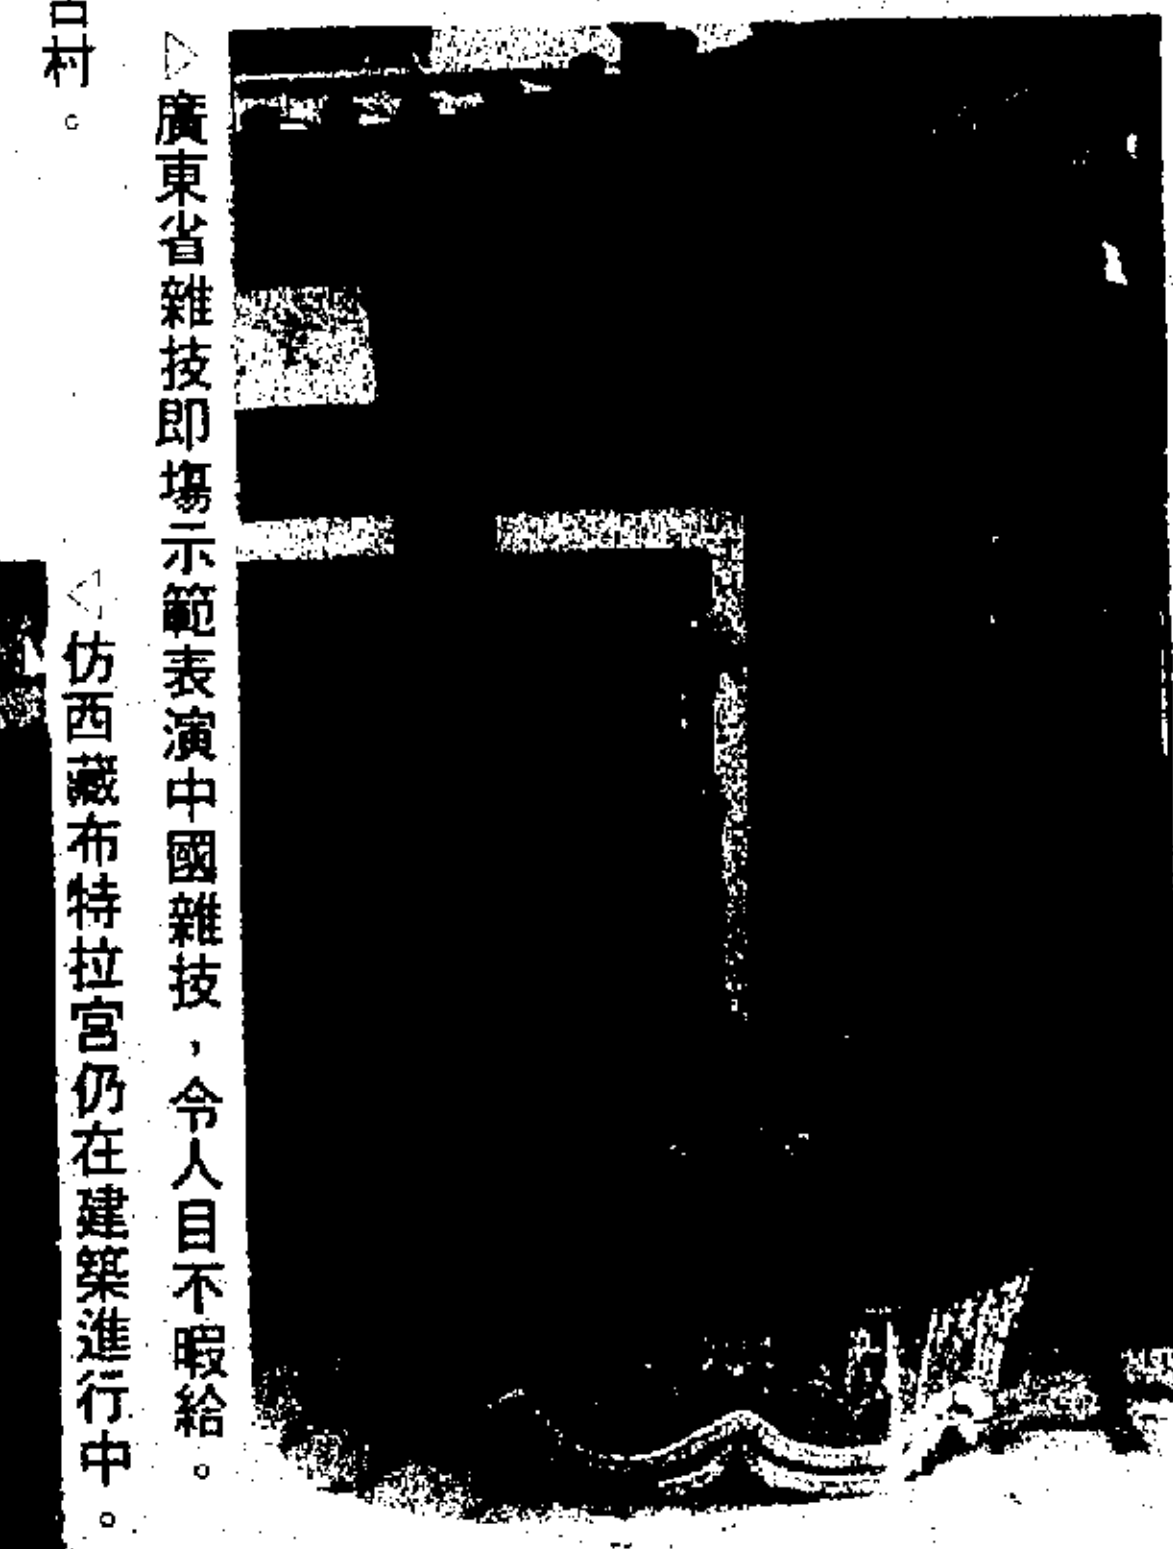 ▷廣東省雜技即場示範表演中國雜技，令人目不暇給。
◁仿西藏布特拉宮仍在建築進行中。
村。